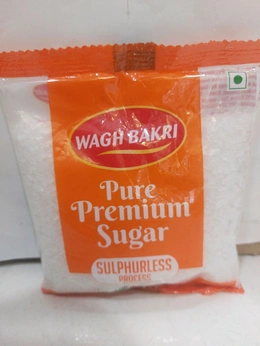 WAGH BAKRI
Pure
Premium
Sugar
SULPHURLESS
PROCESS